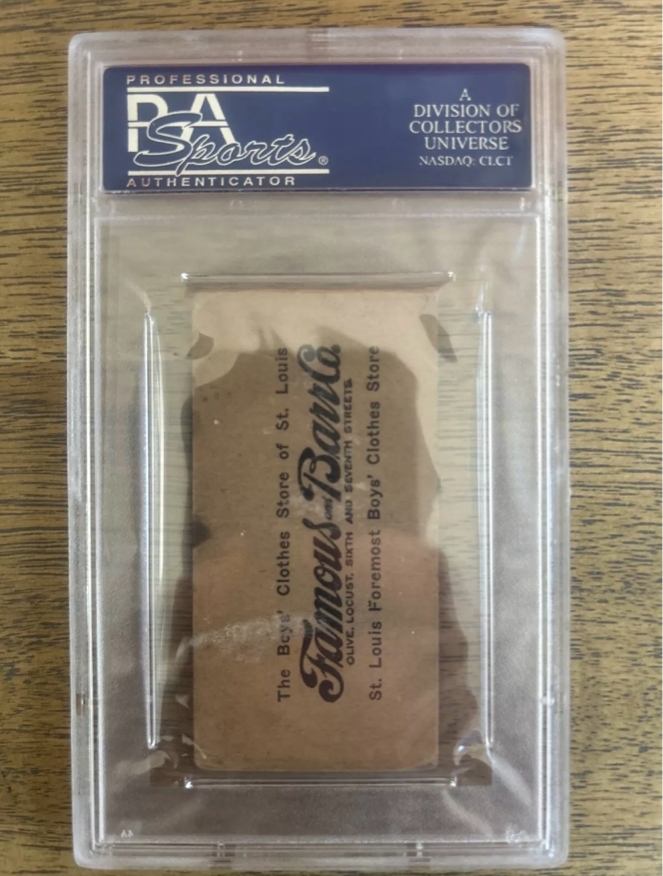 PROFESSIONAL
PSA
Sports®
AUTHENTICATOR
A
DIVISION OF
COLLECTORS
UNIVERSE
NASDAQ: CLCT
The Boys' Clothes Store of St. Louis
Famous and Barr Co.
OLIVE, LOCUST, SIXTH AND SEVENTH STREETS.
St. Louis Foremost Boys' Clothes Store